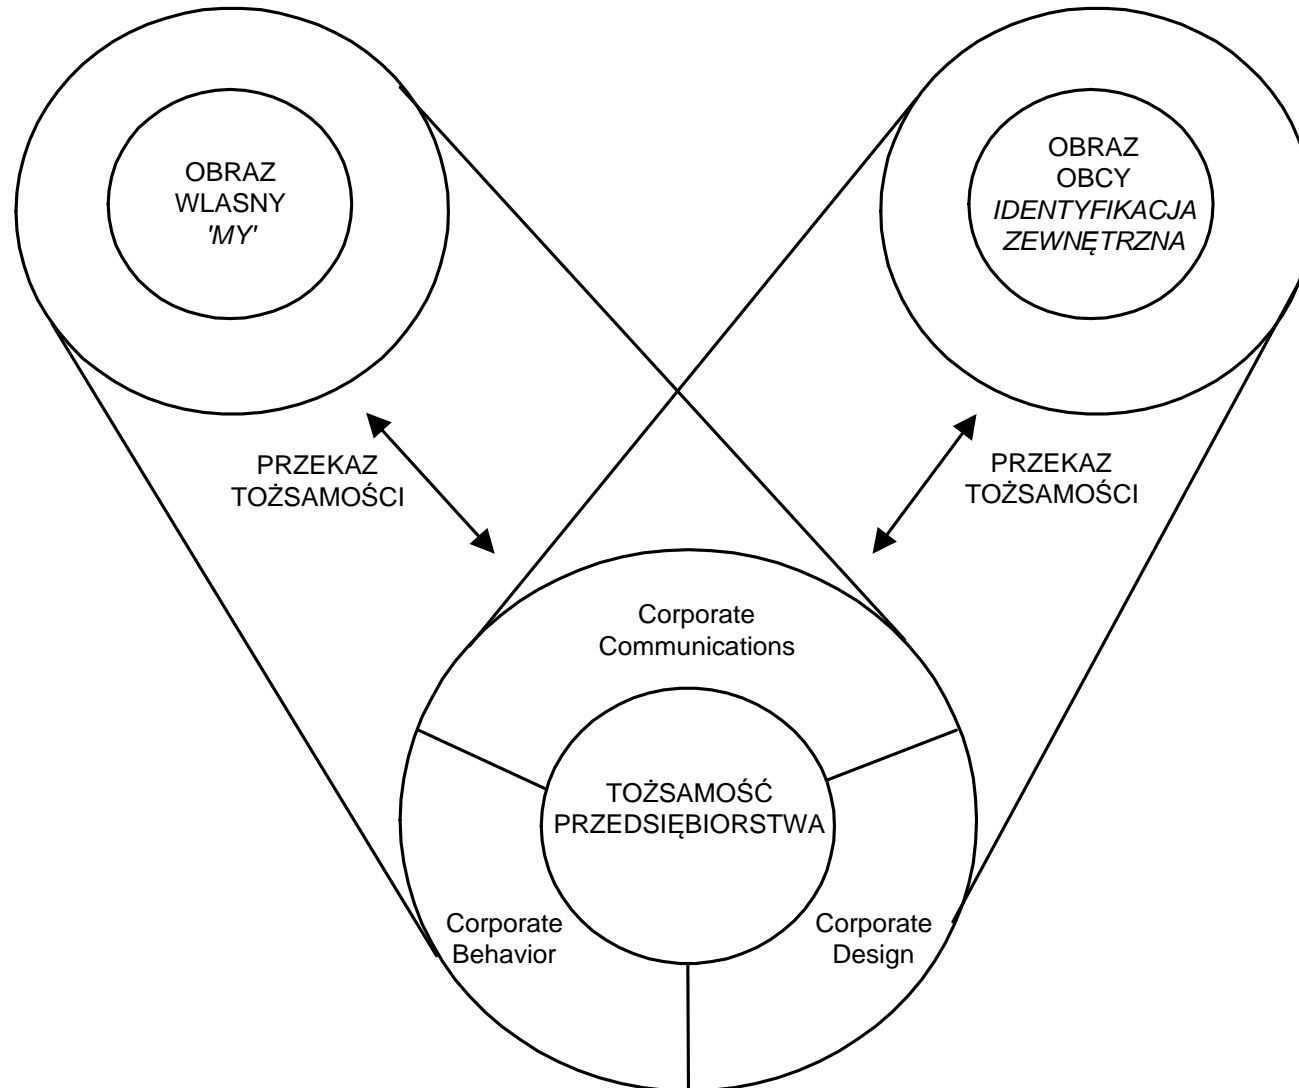 OBRAZ
WLASNY
'MY'
OBRAZ
OBCY
IDENTYFIKACJA
ZEWNĘTRZNA
PRZEKAZ
TOŻSAMOŚCI
PRZEKAZ
TOŻSAMOŚCI
Corporate
Communications
TOŻSAMOŚĆ
PRZEDSIĘBIORSTWA
Corporate
Behavior
Corporate
Design